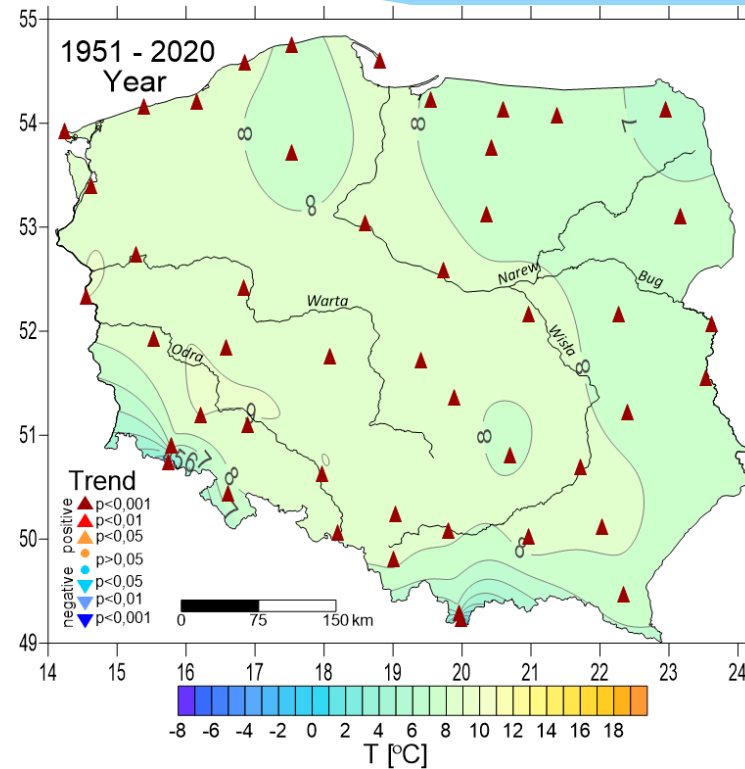 1951 - 2020
Year
55
54
53
52
51
50
49
8
8
7
8
Narew
Bug
Warta
Wisła
8
Odra
9
8
5 6 7
8
7
8
Trend
positive
negative
p<0,001
p<0,01
p<0,05
p>0,05
p<0,05
p<0,01
p<0,001
0 75 150 km
14 15 16 17 18 19 20 21 22 23 24
-8 -6 -4 -2 0 2 4 6 8 10 12 14 16 18
T [°C]